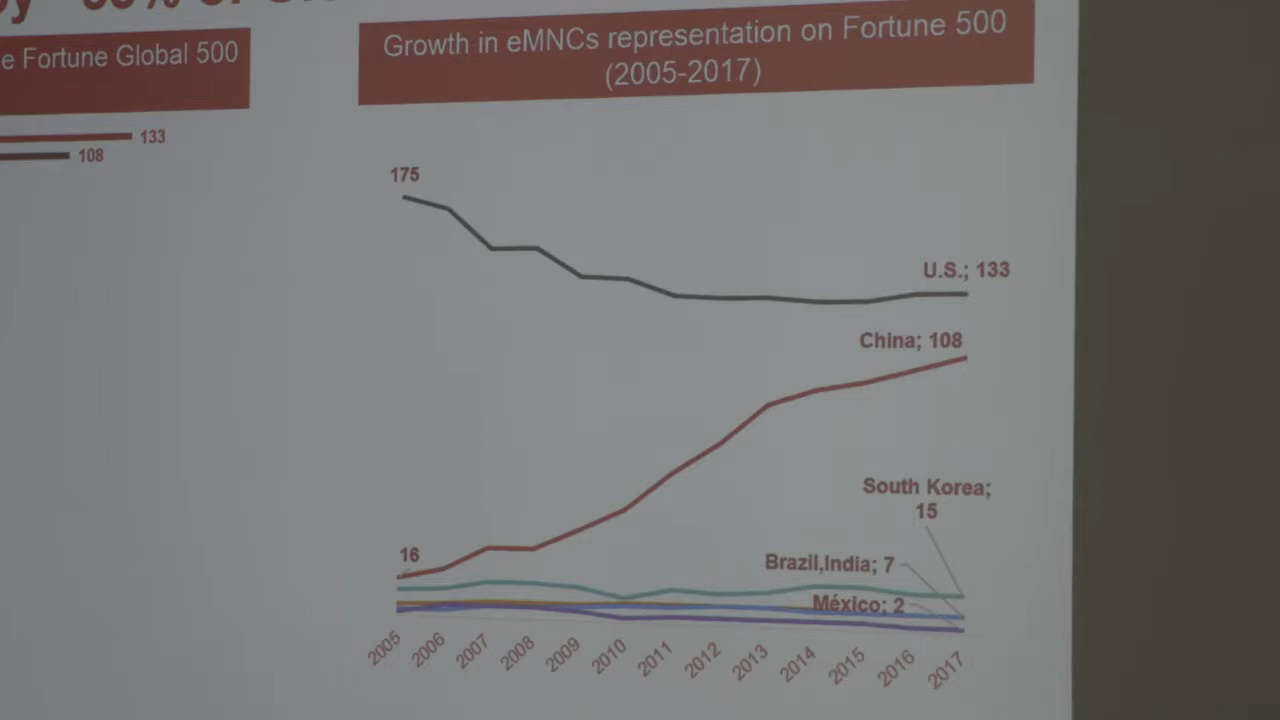 e Fortune Global 500
133
108
Growth in eMNCs representation on Fortune 500
(2005-2017)
175
U.S.; 133
China; 108
South Korea;
15
16
Brazil,India; 7
México; 2
2005 2006 2007 2008 2009 2010 2011 2012 2013 2014 2015 2016 2017